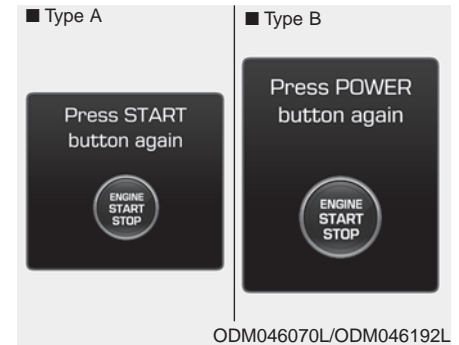 ■ Type A
Press START
button again
ENGINE
START
STOP
■ Type B
Press POWER
button again
ENGINE
START
STOP
ODM046070L/ODM046192L